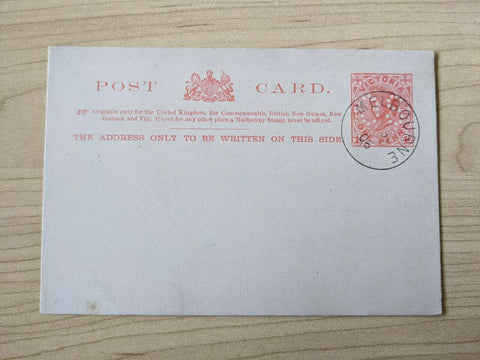 POST CARD.
☞ Available only for the United Kingdom, the Commonwealth, British New Guinea, New
Zealand, and Fiji; If used for any other place a Halfpenny Stamp must be affixed.
THE ADDRESS ONLY TO BE WRITTEN ON THIS SIDE
VICTORIA
MELBOURNE